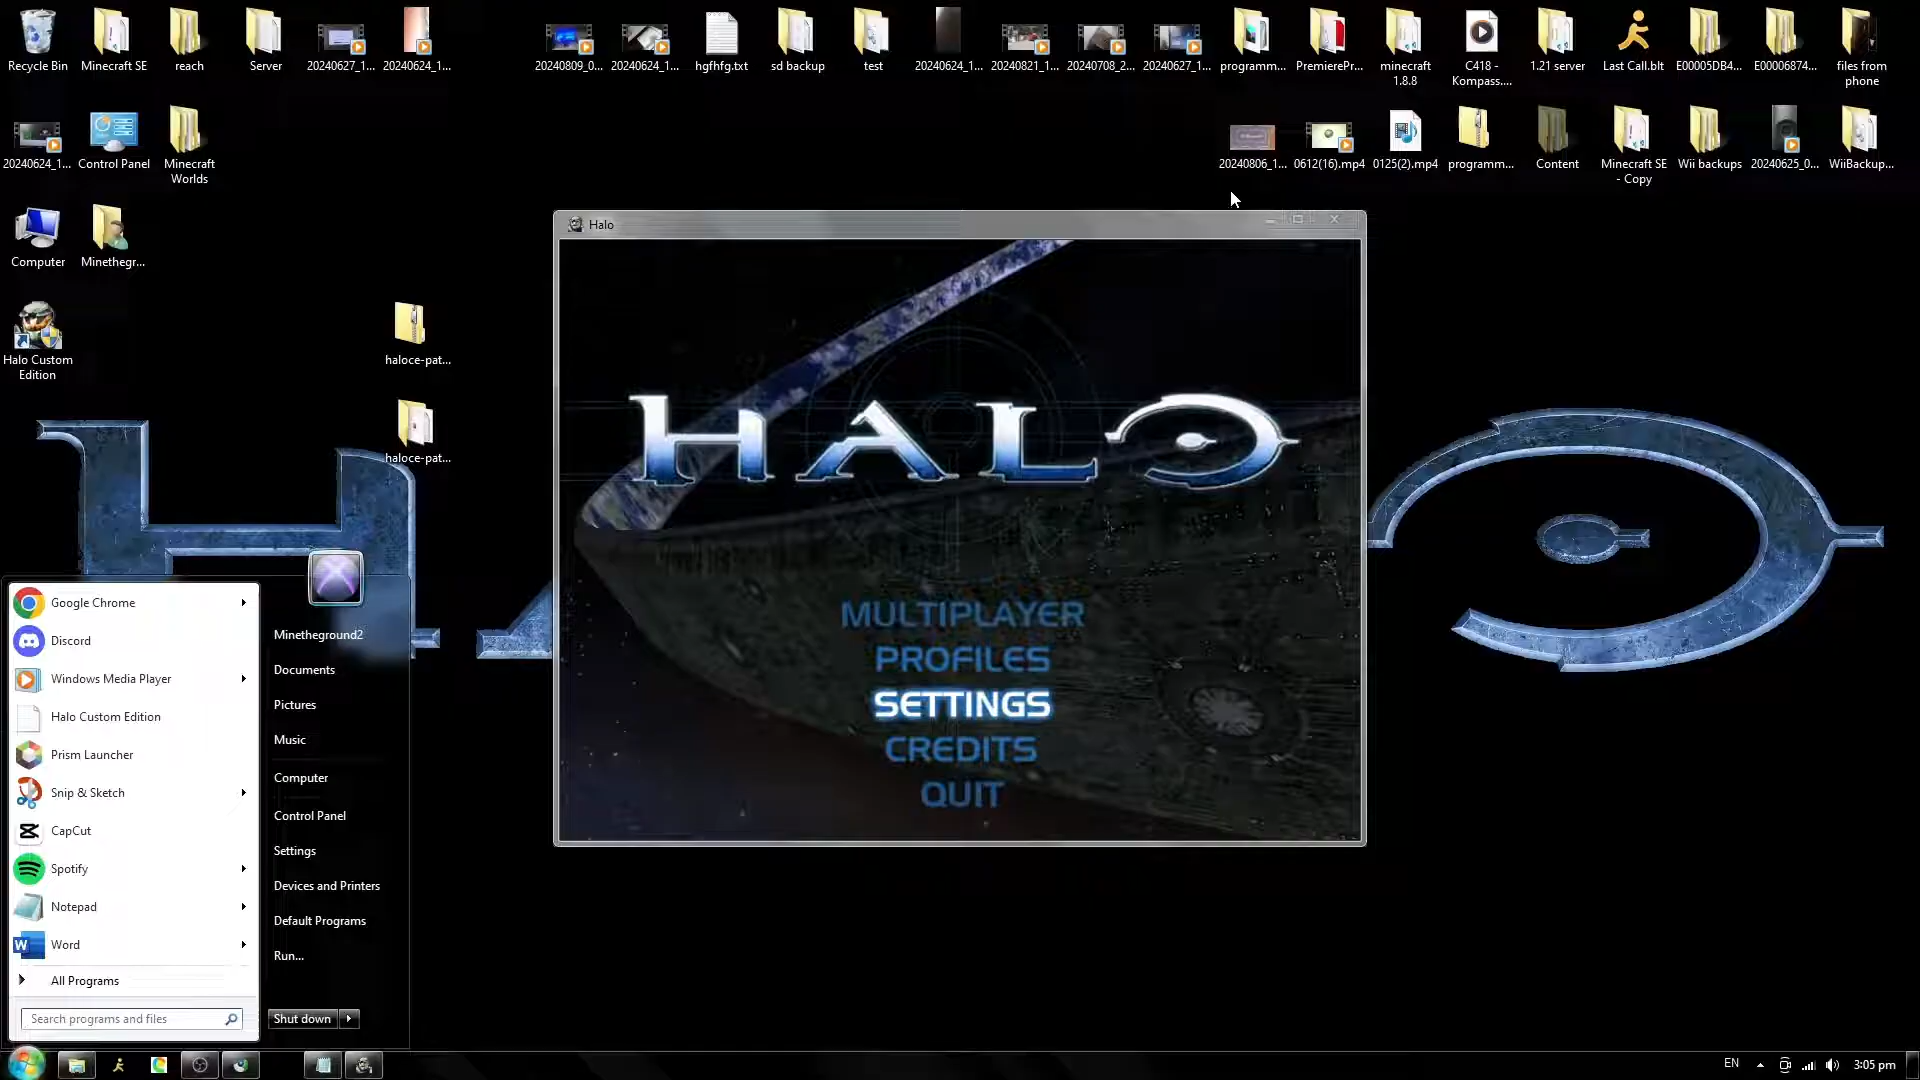 Recycle Bin
Minecraft SE
reach
Server
20240627_1...
20240624_1...
20240809_0...
20240624_1...
hgfhfg.txt
sd backup
test
20240624_1...
20240821_1...
20240708_2...
20240627_1...
programm...
PremierePr...
minecraft
1.8.8
C418 -
Kompass....
1.21 server
Last Call.blt
E00005DB4...
E00006874...
files from
phone
20240624_1...
Control Panel
Minecraft
Worlds
20240806_1...
0612(16).mp4
0125(2).mp4
programm...
Content
Minecraft SE
- Copy
Wii backups
20240625_0...
WiiBackup...
Computer
Minethegr...
Halo Custom
Edition
haloce-pat...
haloce-pat...
Halo
HALO
MULTIPLAYER
PROFILES
SETTINGS
CREDITS
QUIT
Google Chrome
Discord
Windows Media Player
Halo Custom Edition
Prism Launcher
Snip & Sketch
CapCut
Spotify
Notepad
Word
All Programs
Search programs and files
Minetheground2
Documents
Pictures
Music
Computer
Control Panel
Settings
Devices and Printers
Default Programs
Run...
Shut down
EN
3:05 pm